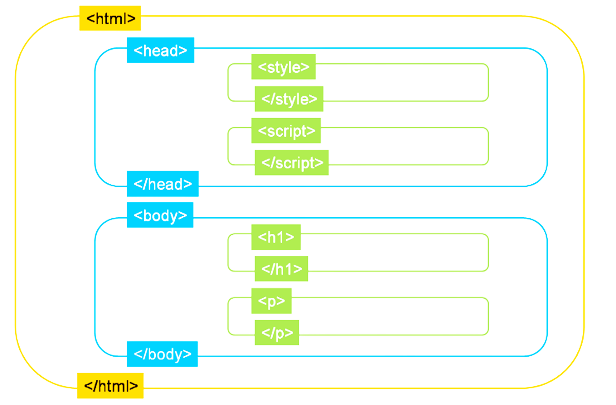 <html>
<head>
<style>
</style>
<script>
</script>
</head>
<body>
<h1>
</h1>
<p>
</p>
</body>
</html>